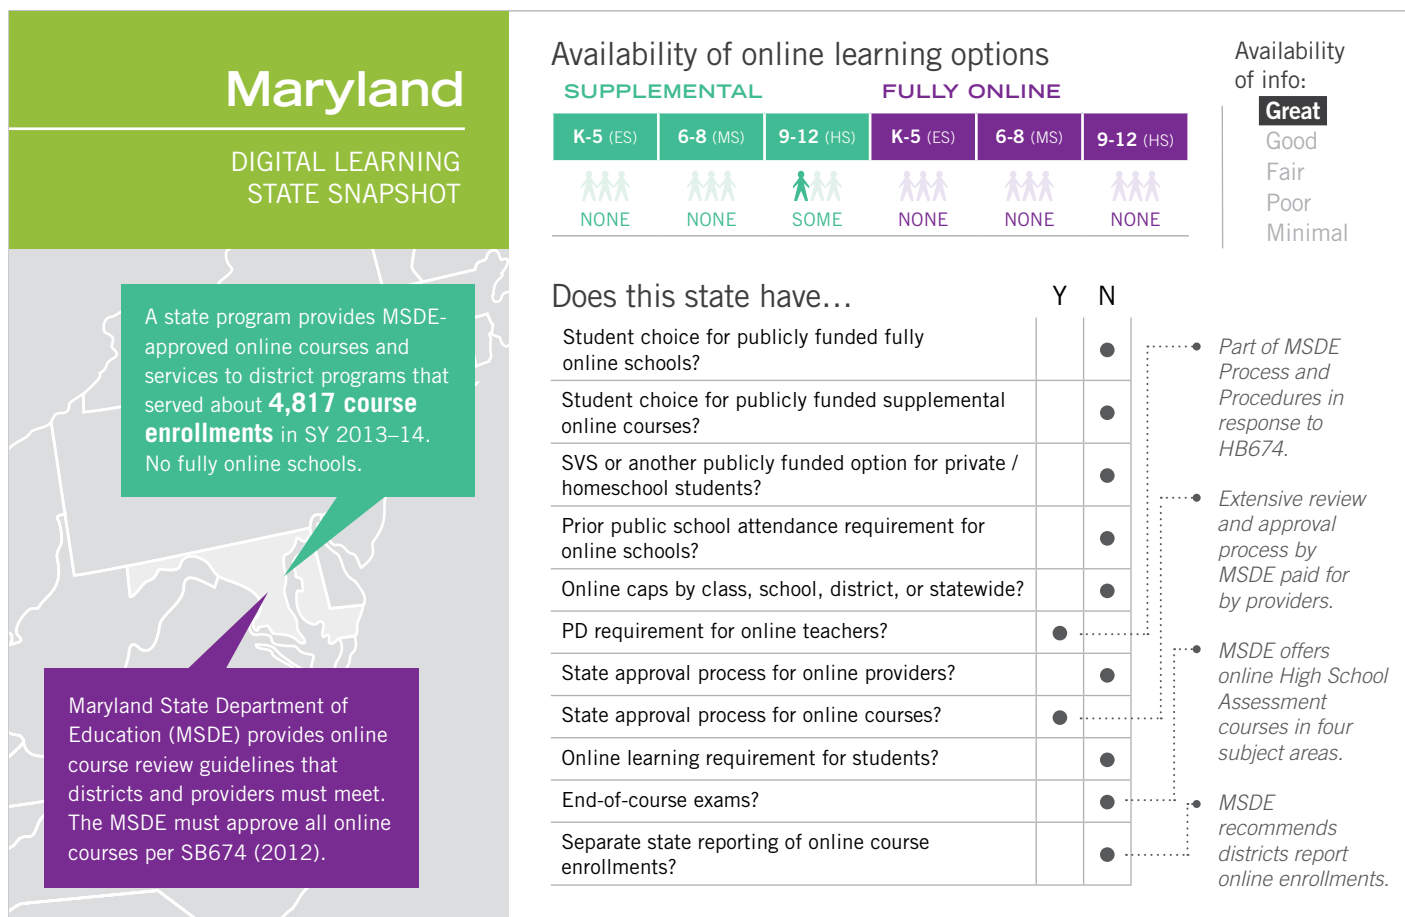 Maryland
DIGITAL LEARNING
STATE SNAPSHOT
A state program provides MSDE-
approved online courses and
services to district programs that
served about 4,817 course
enrollments in SY 2013–14.
No fully online schools.
Maryland State Department of
Education (MSDE) provides online
course review guidelines that
districts and providers must meet.
The MSDE must approve all online
courses per SB674 (2012).
Availability of online learning options
SUPPLEMENTAL FULLY ONLINE
K-5 (ES) 6-8 (MS) 9-12 (HS) K-5 (ES) 6-8 (MS) 9-12 (HS)
NONE NONE SOME NONE NONE NONE
Availability
of info:
Great
Good
Fair
Poor
Minimal
Does this state have... Y N
Student choice for publicly funded fully
online schools?
Student choice for publicly funded supplemental
online courses?
SVS or another publicly funded option for private /
homeschool students?
Prior public school attendance requirement for
online schools?
Online caps by class, school, district, or statewide?
PD requirement for online teachers?
State approval process for online providers?
State approval process for online courses?
Online learning requirement for students?
End-of-course exams?
Separate state reporting of online course
enrollments?
Part of MSDE
Process and
Procedures in
response to
HB674.
Extensive review
and approval
process by
MSDE paid for
by providers.
MSDE offers
online High School
Assessment
courses in four
subject areas.
MSDE
recommends
districts report
online enrollments.